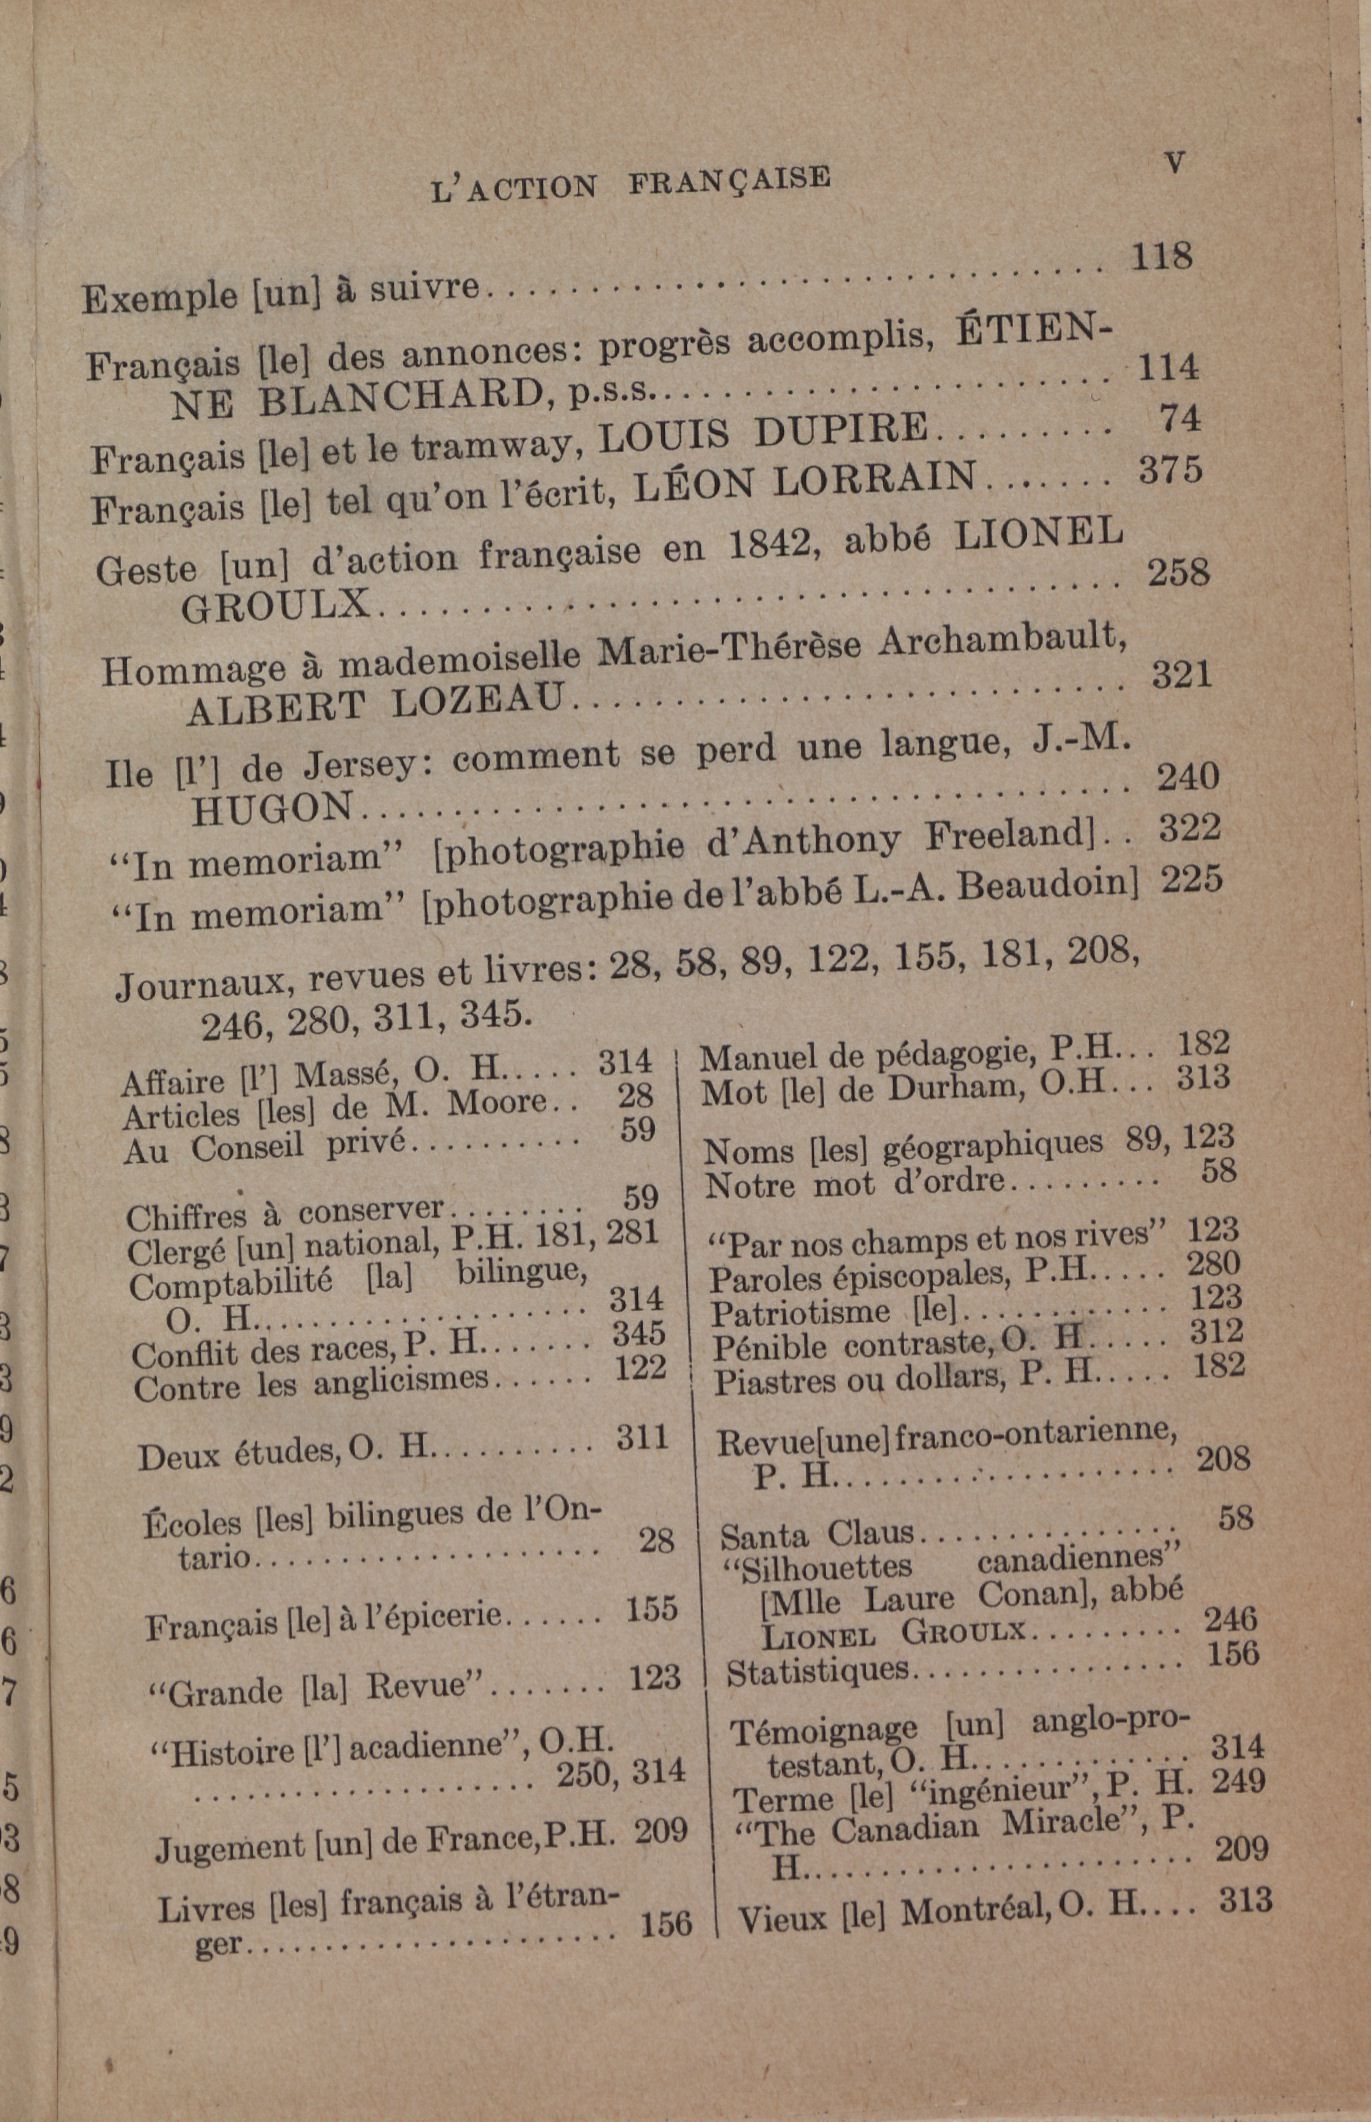 L'ACTION FRANÇAISE
V
Exemple [un] à suivre.............................. 118
Français [le] des annonces: progrès accomplis, ÉTIEN-
NE BLANCHARD, p.s.s........................ 114
Français [le] et le tramway, LOUIS DUPIRE......... 74
Français [le] tel qu'on l'écrit, LÉON LORRAIN....... 375
Geste [un] d'action française en 1842, abbé LIONEL
GROULX.................................... 258
Hommage à mademoiselle Marie-Thérèse Archambault,
ALBERT LOZEAU........................... 321
Ile [l'] de Jersey: comment se perd une langue, J.-M.
HUGON..................................... 240
“In memoriam” [photographie d'Anthony Freeland].. 322
“In memoriam” [photographie de l'abbé L.-A. Beaudoin] 225
Journaux, revues et livres: 28, 58, 89, 122, 155, 181, 208,
246, 280, 311, 345.
Affaire [l'] Massé, O. H..... 314
Articles [les] de M. Moore.. 28
Au Conseil privé.......... 59
Chiffres à conserver........ 59
Clergé [un] national, P.H. 181, 281
Comptabilité [la] bilingue,
O. H.................... 314
Conflit des races, P. H....... 345
Contre les anglicismes...... 122
Deux études, O. H.......... 311
Écoles [les] bilingues de l'On-
tario..................... 28
Français [le] à l'épicerie...... 155
“Grande [la] Revue”....... 123
“Histoire [l'] acadienne”, O.H.
.................... 250, 314
Jugement [un] de France, P.H. 209
Livres [les] français à l'étran-
ger...................... 156
Manuel de pédagogie, P.H... 182
Mot [le] de Durham, O.H... 313
Noms [les] géographiques 89, 123
Notre mot d'ordre......... 58
“Par nos champs et nos rives” 123
Paroles épiscopales, P.H..... 280
Patriotisme [le]............. 123
Pénible contraste, O. H..... 312
Piastres ou dollars, P. H..... 182
Revue [une] franco-ontarienne,
P. H..................... 208
Santa Claus............... 58
“Silhouettes canadiennes”
[Mlle Laure Conan], abbé
LIONEL GROULX......... 246
Statistiques................ 156
Témoignage [un] anglo-pro-
testant, O. H............. 314
Terme [le] “ingénieur”, P. H. 249
“The Canadian Miracle”, P.
H....................... 209
Vieux [le] Montréal, O. H.... 313